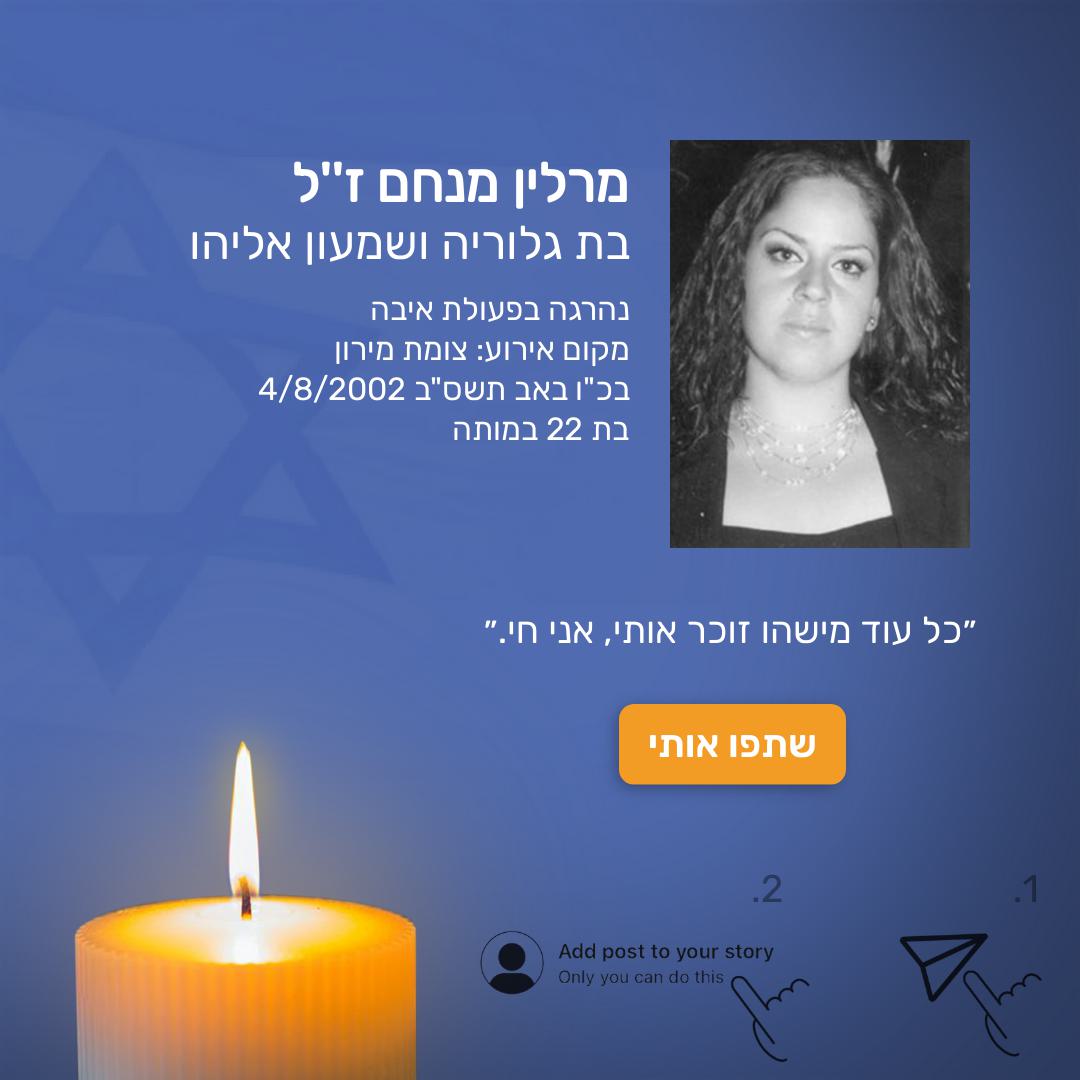 מרלין מנחם ז"ל
בת גלוריה ושמעון אליהו
נהרגה בפעולת איבה
מקום אירוע: צומת מירון
בכ"ו באב תשס"ב 4/8/2002
בת 22 במותה
״כל עוד מישהו זוכר אותי, אני חי.״
שתפו אותי
1.
2.
Add post to your story
Only you can do this